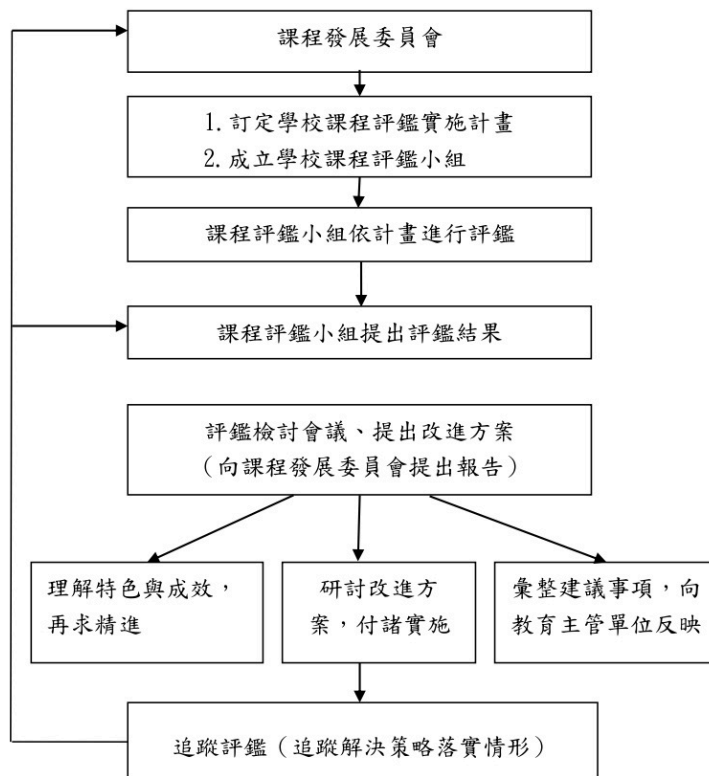 課程發展委員會
1. 訂定學校課程評鑑實施計畫
2. 成立學校課程評鑑小組
課程評鑑小組依計畫進行評鑑
課程評鑑小組提出評鑑結果
評鑑檢討會議、提出改進方案
（向課程發展委員會提出報告）
理解特色與成效，
再求精進
研討改進方
案，付諸實施
彙整建議事項，向
教育主管單位反映
追蹤評鑑（追蹤解決策略落實情形）